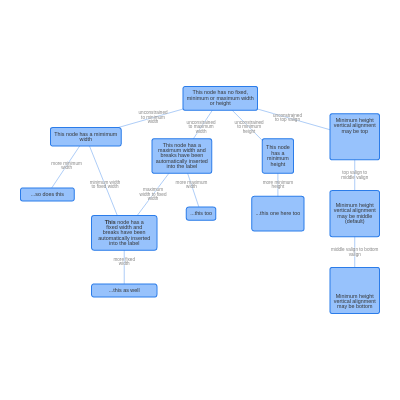 This node has no fixed,
minimum or maximum width
or height
unconstrained
to minimum
width
unconstrained
to maximum
width
unconstrained
to minimum
height
unconstrained
to top valign
This node has a minimum
width
This node has a
maximum width and
breaks have been
automatically inserted
into the label
This node
has a
minimum
height
Minimum height
vertical alignment
may be top
more minimum
width
minimum width
to fixed width
maximum
width to fixed
width
more maximum
width
more minimum
height
top valign to
middle valign
...so does this
This node has a
fixed width and
breaks have been
automatically inserted
into the label
...this too
...this one here too
Minimum height
vertical alignment
may be middle
(default)
more fixed
width
middle valign to bottom
valign
...this as well
Minimum height
vertical alignment
may be bottom